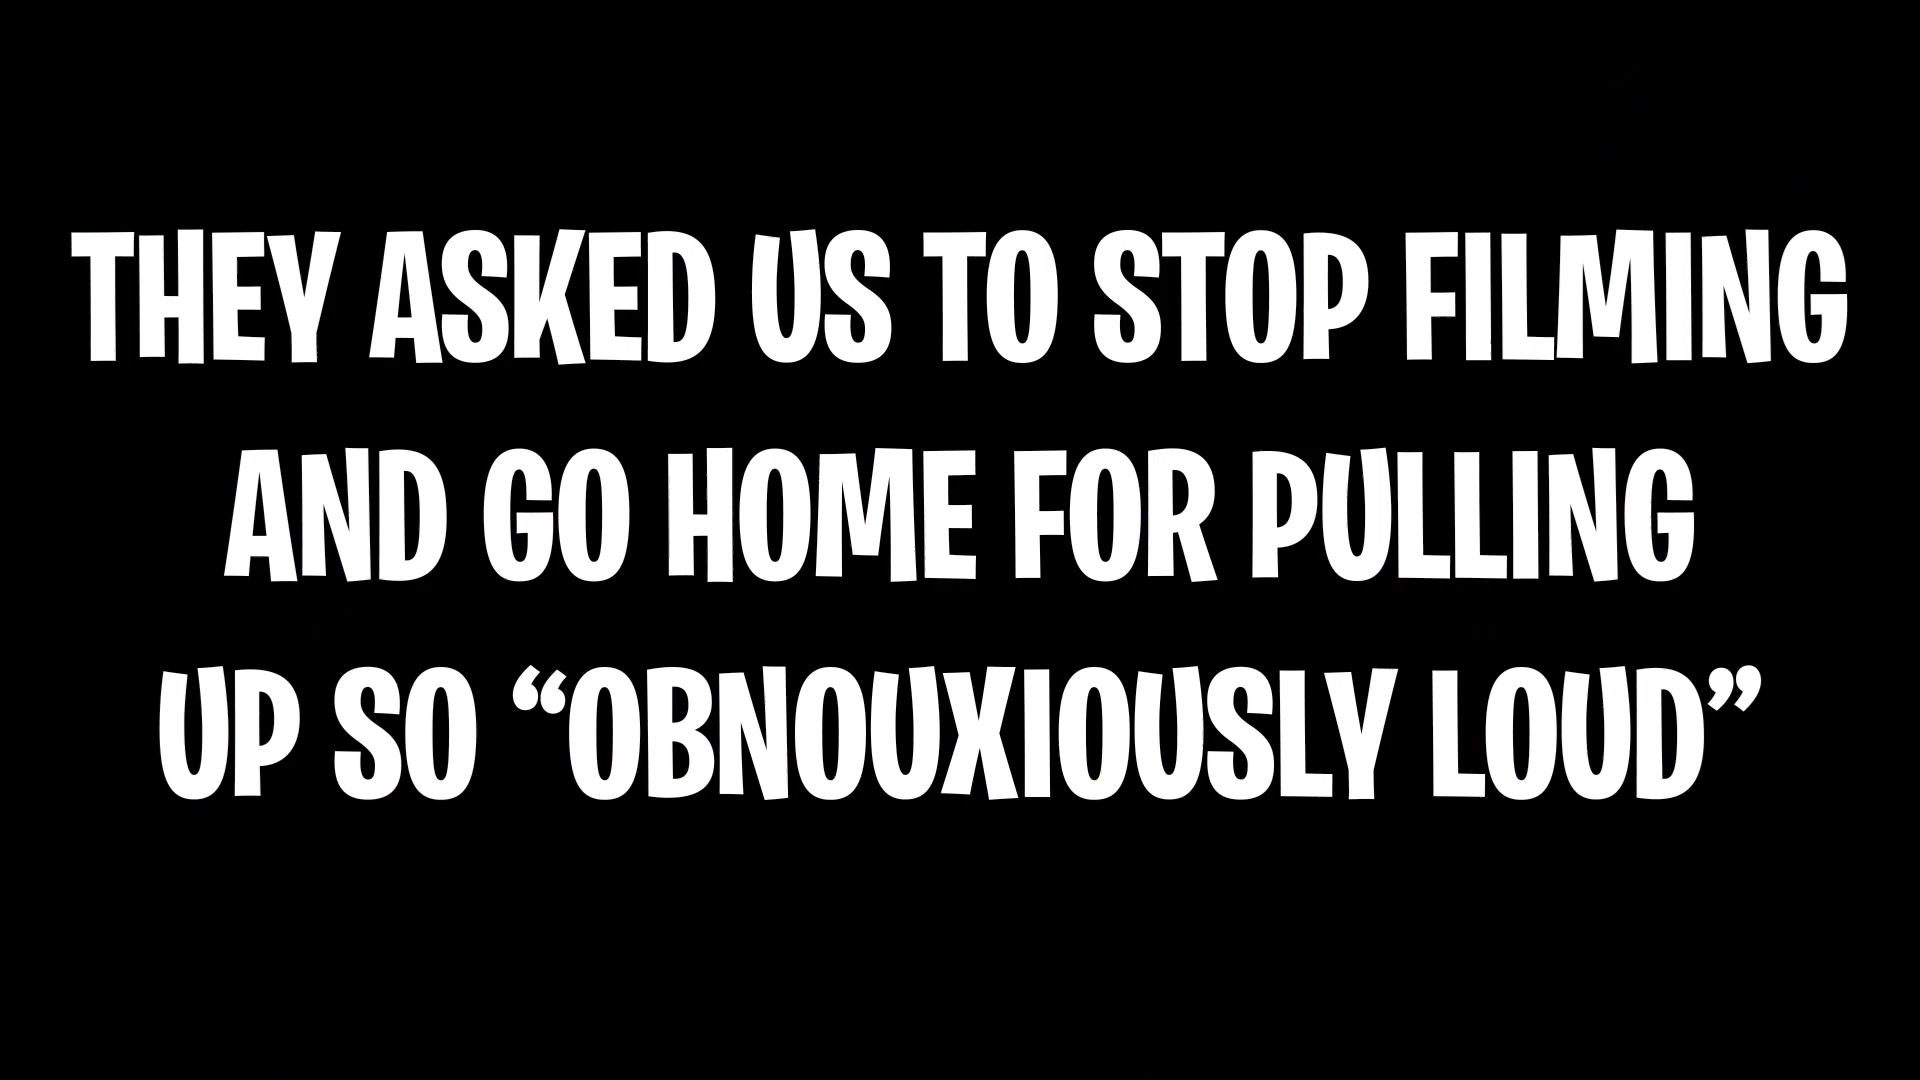 THEY ASKED US TO STOP FILMING
AND GO HOME FOR PULLING
UP SO “OBNOUXIOUSLY LOUD”